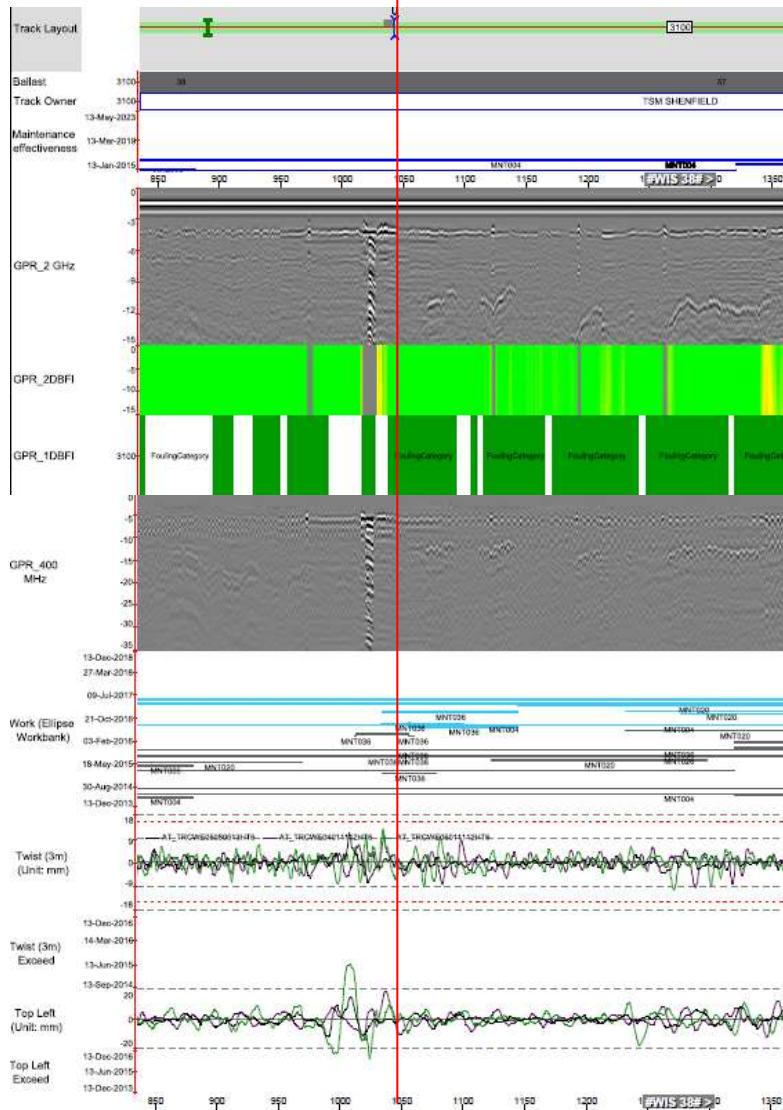 Track Layout
3100
Ballast
3100
38
57
Track Owner
3100
TSM SHENFIELD
13-May-2023
Maintenance
effectiveness
13-Mar-2019
13-Jan-2015
MNT004
MNT004
850
900
950
1000
1050
1100
1150
1200
#WIS 38# >
1300
1350
GPR_2 GHz
0
-3
-6
-9
-12
-15
GPR_2DBFI
0
-5
-10
-15
GPR_1DBFI
3100
FoulingCategory
FoulingCategory
FoulingCategory
FoulingCategory
FoulingCategory
GPR_400
MHz
0
-5
-10
-15
-20
-25
-30
-35
13-Dec-2018
27-Mar-2018
09-Jul-2017
21-Oct-2016
03-Feb-2016
18-May-2015
30-Aug-2014
13-Dec-2013
Work (Ellipse
Workbank)
MNT020
MNT036
MNT020
MNT036
MNT004
MNT004
MNT036
MNT036
MNT020
MNT036
MNT020
MNT036
MNT020
MNT036
MNT004
MNT004
Twist (3m)
(Unit: mm)
18
9
0
-9
-18
Twist (3m)
Exceed
13-Dec-2016
14-Mar-2016
13-Jun-2015
13-Sep-2014
Top Left
(Unit: mm)
20
0
-20
Top Left
Exceed
13-Dec-2016
13-Jun-2015
13-Dec-2013
850
900
950
1000
1050
1100
1150
1200
#WIS 38# >
1300
1350